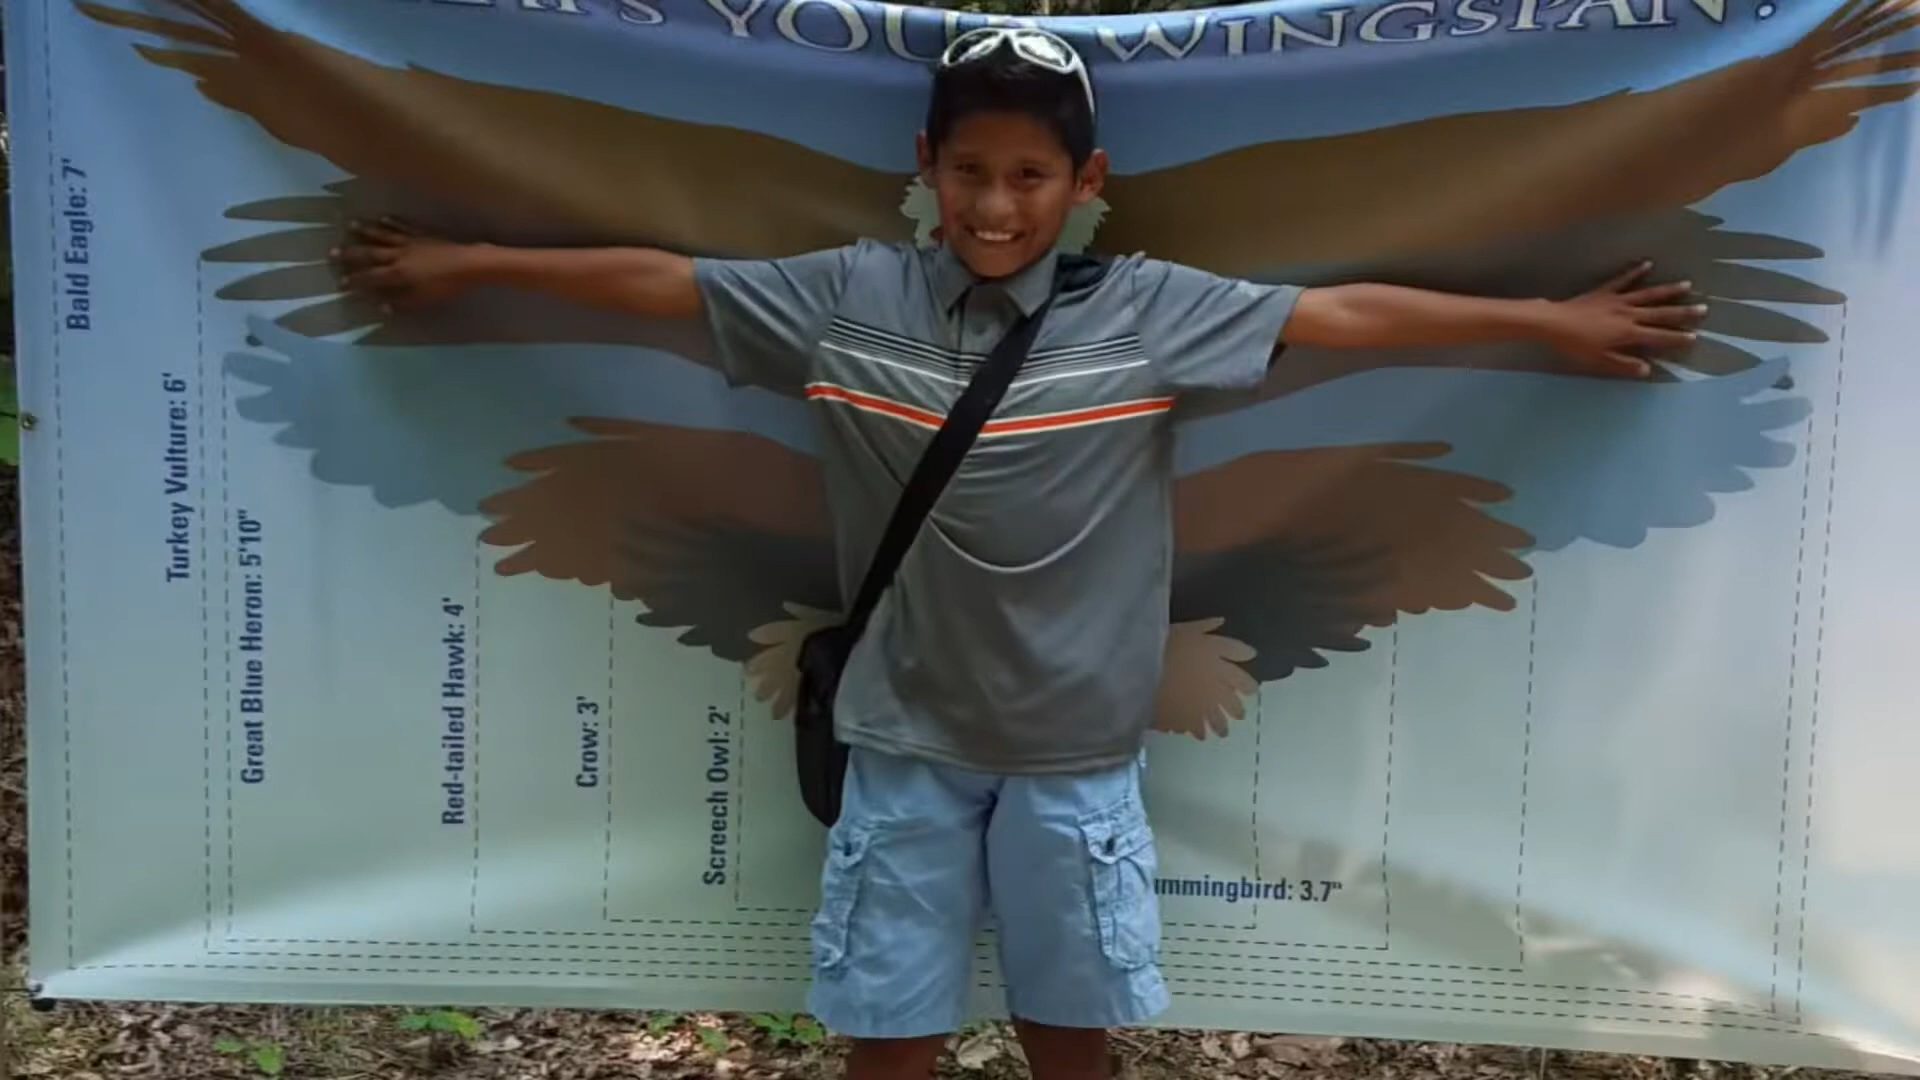 YOUR WINGSPAN?
Bald Eagle: 7'
Turkey Vulture: 6'
Great Blue Heron: 5'10"
Red-tailed Hawk: 4'
Crow: 3'
Screech Owl: 2'
mmingbird: 3.7"